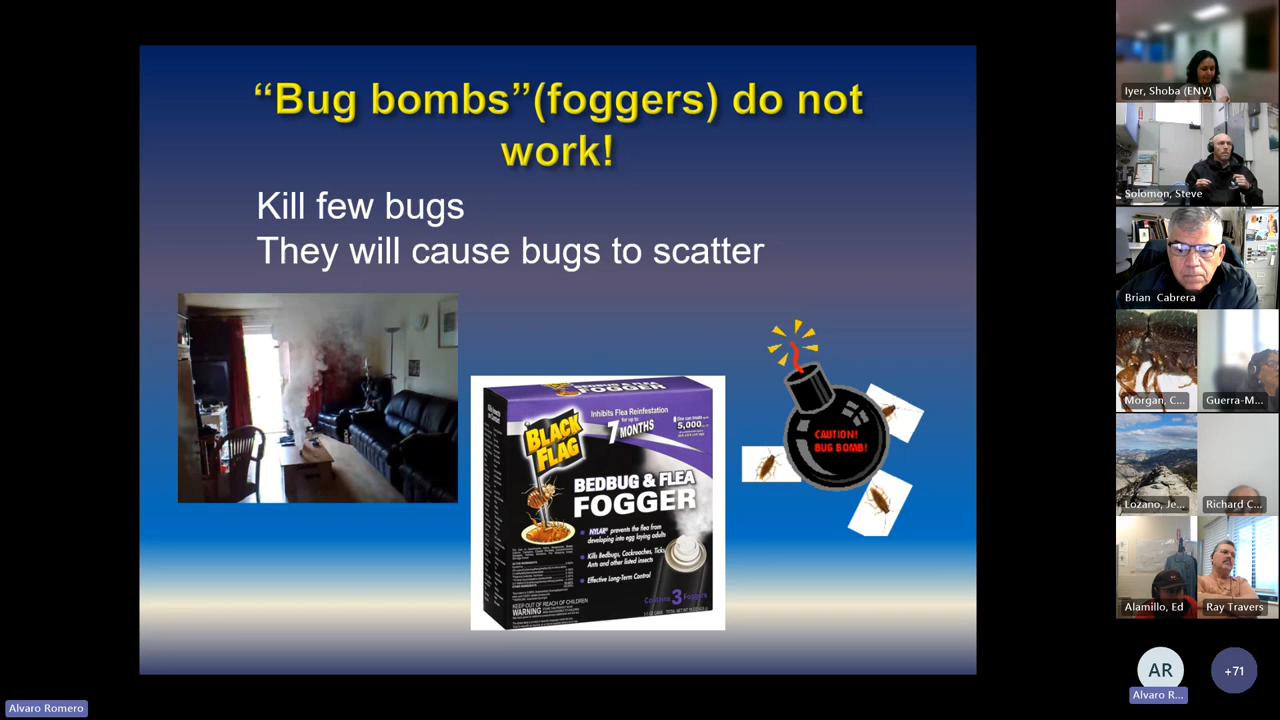 “Bug bombs”(foggers) do not
work!
Kill few bugs
They will cause bugs to scatter
BEDBUG & FLEA
FOGGER
BLACK
FLAG
Inhibits Flea Reinfestation
for up to
7 MONTHS
One can treats
5,000
BEDBUG & FLEA
FOGGER
NYLAR prevents the flea from
developing into egg laying adults
Kills Bedbugs, Cockroaches, Ticks,
Ants and other listed insects
Effective Long-Term Control
KEEP OUT OF REACH OF CHILDREN
WARNING
Contains 3 Foggers
CAUTION!
BUG BOMB!
Iyer, Shoba (ENV)
Solomon, Steve
Brian Cabrera
Morgan, C...
Guerra-M...
Lozano, Je...
Richard C...
Alamillo, Ed
Ray Travers
AR
+71
Alvaro R...
Alvaro Romero